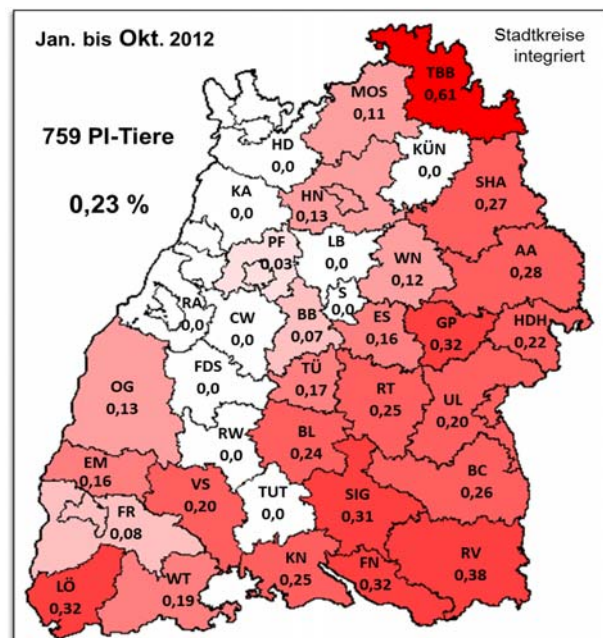 Jan. bis Okt. 2012
Stadtkreise
integriert
TBB
0,61
MOS
0,11
759 PI-Tiere
HD
0,0
KÜN
0,0
SHA
0,27
KA
0,0
HN
0,13
0,23 %
PF
0,03
LB
0,0
WN
0,12
AA
0,28
RA
0,0
CW
0,0
S
0,0
BB
0,07
ES
0,16
GP
0,32
HDH
0,22
FDS
0,0
TÜ
0,17
OG
0,13
RT
0,25
UL
0,20
RW
0,0
BL
0,24
EM
0,16
VS
0,20
TUT
0,0
SIG
0,31
BC
0,26
FR
0,08
KN
0,25
FN
0,32
RV
0,38
LÖ
0,32
WT
0,19